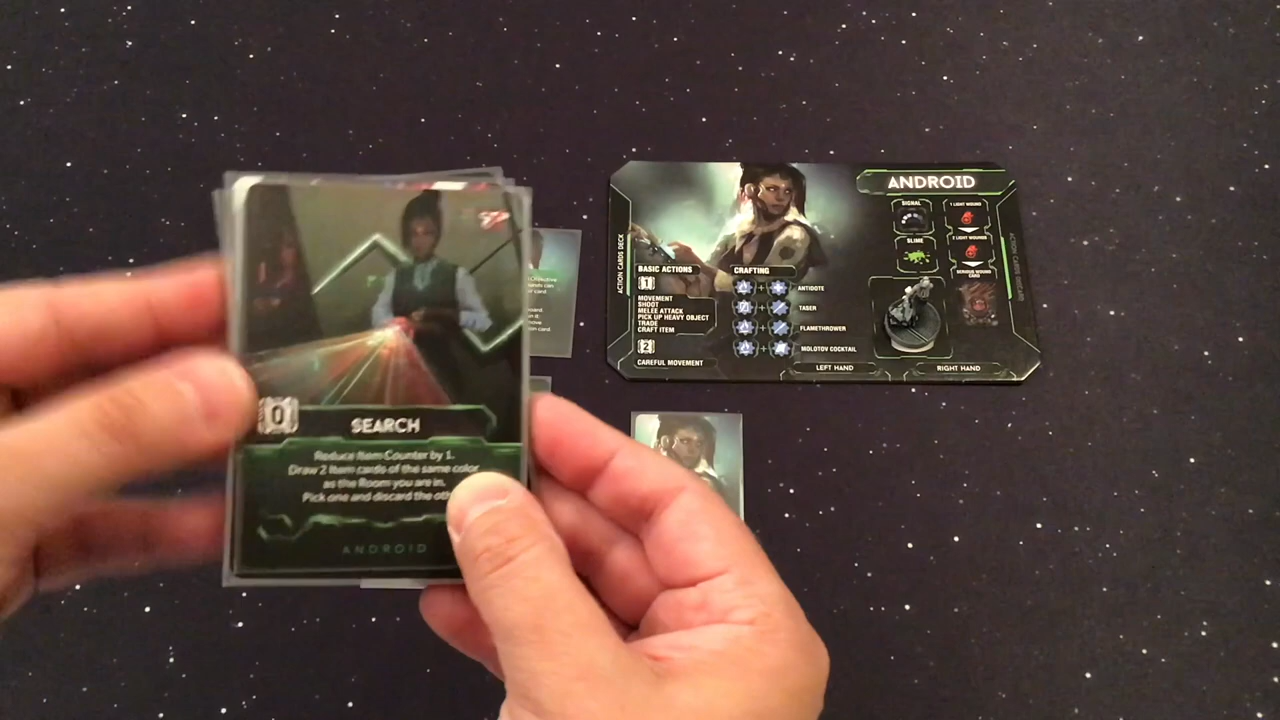 0
SEARCH
Reduce Item Counter by 1.
Draw 2 Item cards of the same color
as the Room you are in.
Pick one and discard the
ANDROID
ANDROID
ACTION CARDS DECK
SIGNAL
SLIME
1 LIGHT WOUND
2 LIGHT WOUNDS
SERIOUS WOUND
CARD
BASIC ACTIONS
1
MOVEMENT
SHOOT
MELEE ATTACK
PICK UP HEAVY OBJECT
TRADE
CRAFT ITEM
2
CAREFUL MOVEMENT
CRAFTING
+ ANTIDOTE
+ TASER
+ FLAMETHROWER
+ MOLOTOV COCKTAIL
LEFT HAND
RIGHT HAND